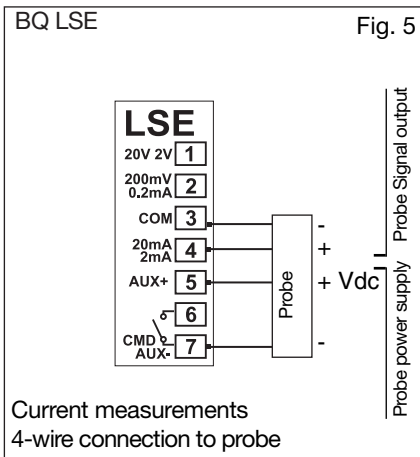 BQ LSE
Fig. 5
LSE
20V 2V 1
200mV
0.2mA 2
COM 3
20mA
2mA 4
AUX+ 5
6
CMD
AUX- 7
Probe
-
+
+ Vdc
-
Probe Signal output
Probe power supply
Current measurements
4-wire connection to probe